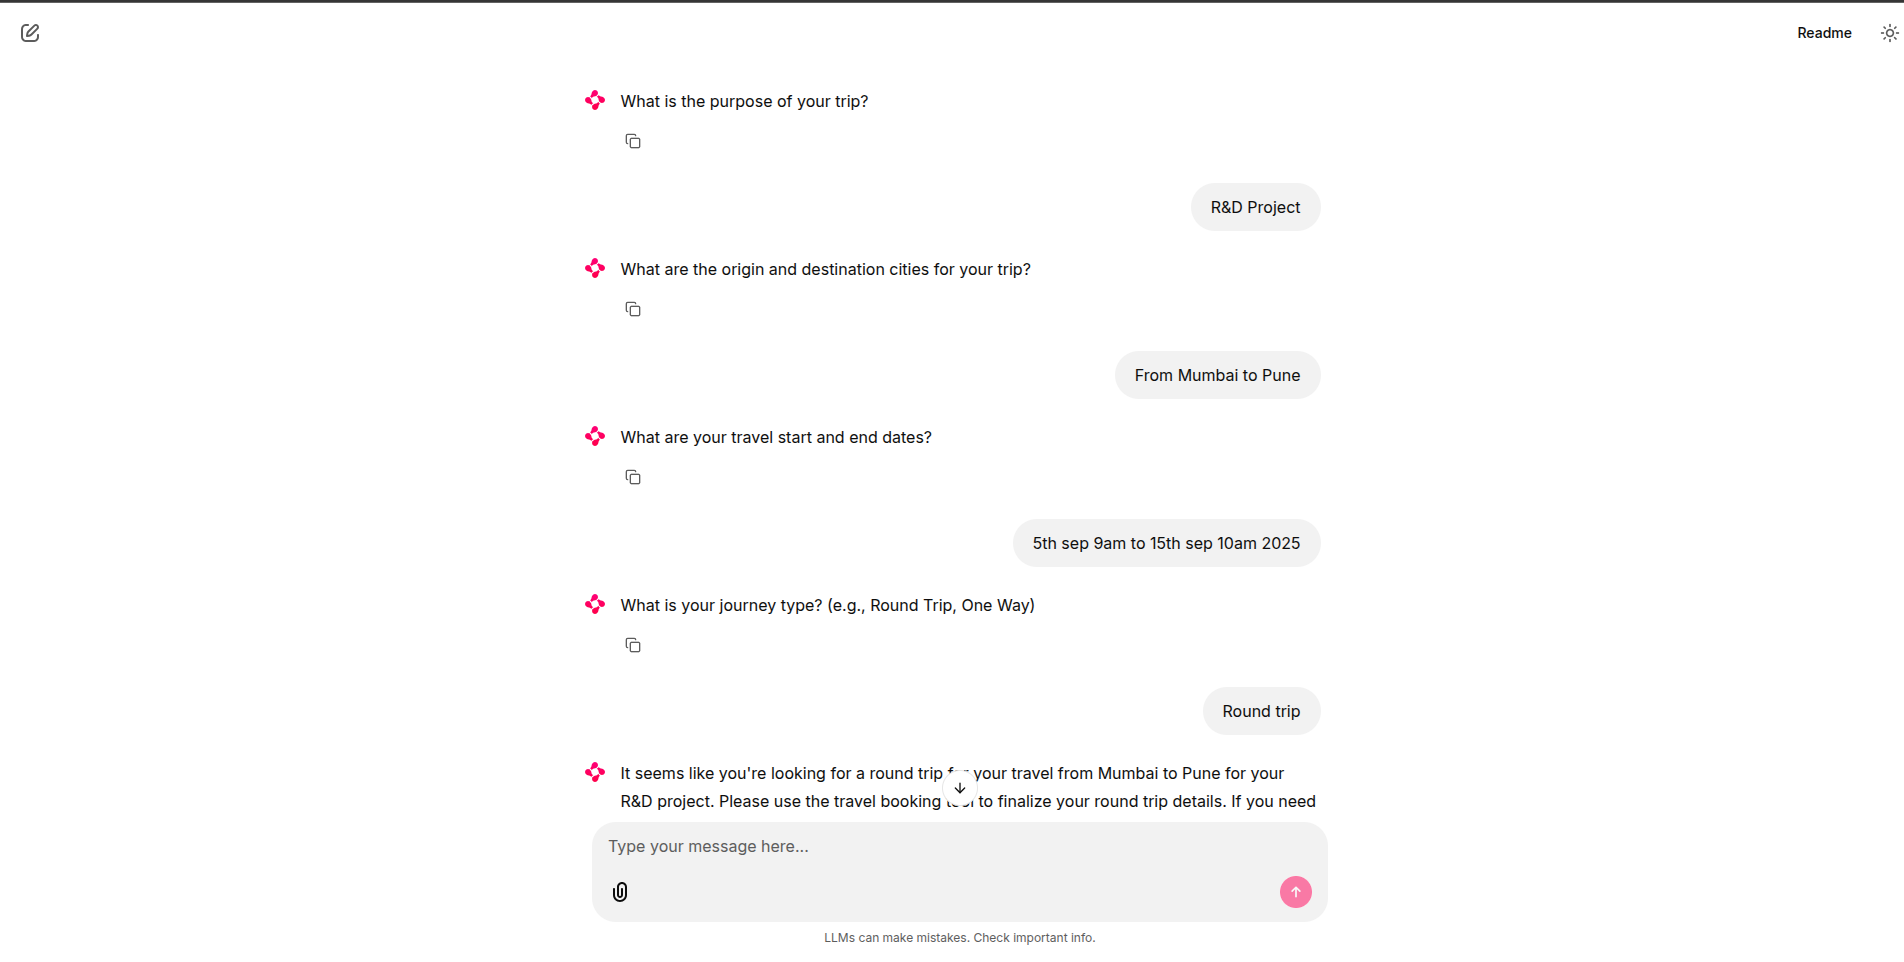 Readme
What is the purpose of your trip?
R&D Project
What are the origin and destination cities for your trip?
From Mumbai to Pune
What are your travel start and end dates?
5th sep 9am to 15th sep 10am 2025
What is your journey type? (e.g., Round Trip, One Way)
Round trip
It seems like you're looking for a round trip your travel from Mumbai to Pune for your
R&D project. Please use the travel booking to finalize your round trip details. If you need
Type your message here...
LLMs can make mistakes. Check important info.